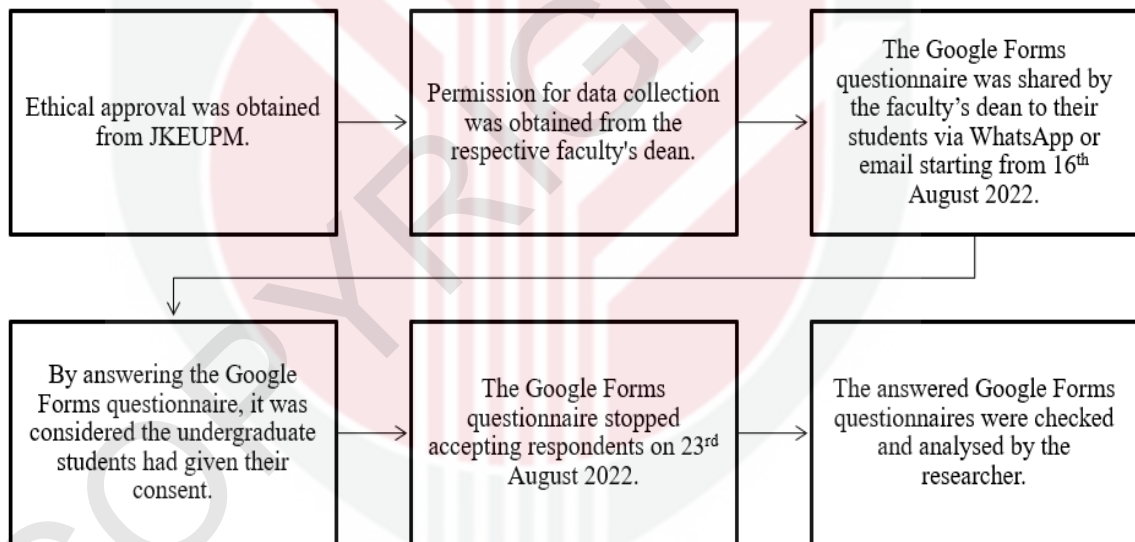 Ethical approval was obtained
from JKEUPM.
Permission for data collection
was obtained from the
respective faculty's dean.
The Google Forms
questionnaire was shared by
the faculty’s dean to their
students via WhatsApp or
email starting from 16th
August 2022.
By answering the Google
Forms questionnaire, it was
considered the undergraduate
students had given their
consent.
The Google Forms
questionnaire stopped
accepting respondents on 23rd
August 2022.
The answered Google Forms
questionnaires were checked
and analysed by the
researcher.
COPYRIG